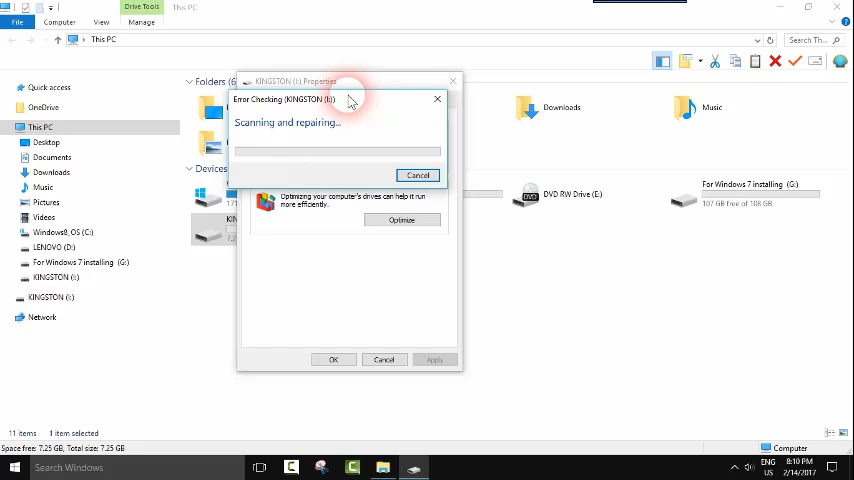 Drive Tools
This PC
File
Computer
View
Manage
This PC
Search Th...
Quick access
OneDrive
This PC
Desktop
Documents
Downloads
Music
Pictures
Videos
Windows8_OS (C:)
LENOVO (D:)
For Windows 7 installing (G:)
KINGSTON (I:)
KINGSTON (I:)
Network
Folders (6
Downloads
Music
Devices
DVD RW Drive (E:)
For Windows 7 installing (G:)
107 GB free of 108 GB
KINGSTON (I:) Properties
Error Checking (KINGSTON (I:))
Scanning and repairing...
Cancel
Optimizing your computer's drives can help it run
more efficiently.
Optimize
OK
Cancel
Apply
11 items
1 item selected
Space free: 7.25 GB, Total size: 7.25 GB
Computer
Search Windows
ENG
US
8:10 PM
2/14/2017